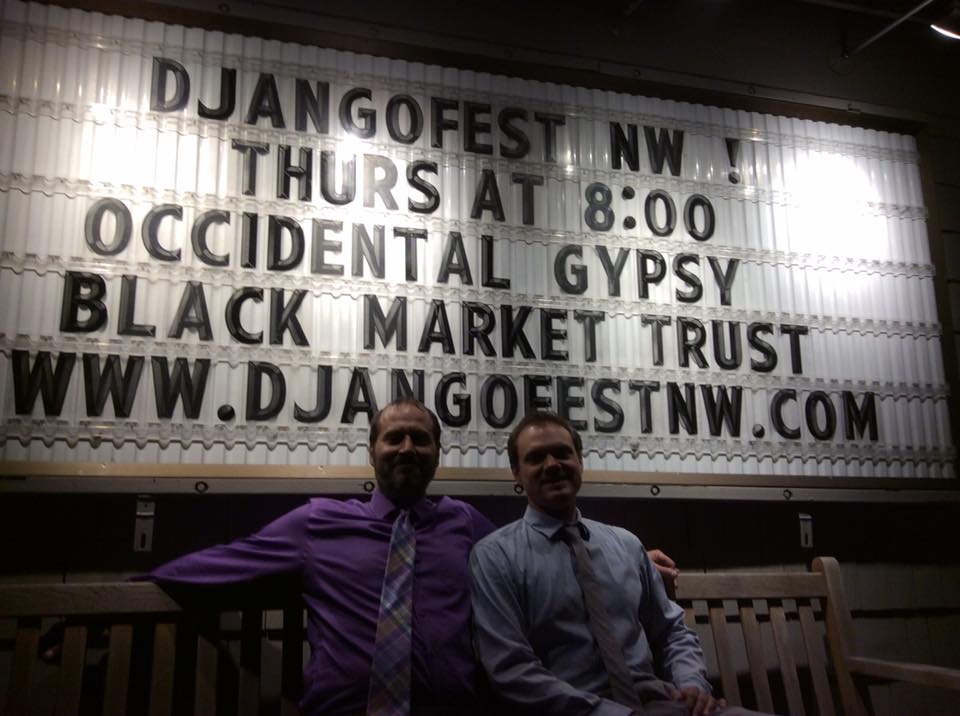 DJANGOFEST NW !
THURS AT 8:00
OCCIDENTAL GYPSY
BLACK MARKET TRUST
WWW.DJANGOFESTNW.COM